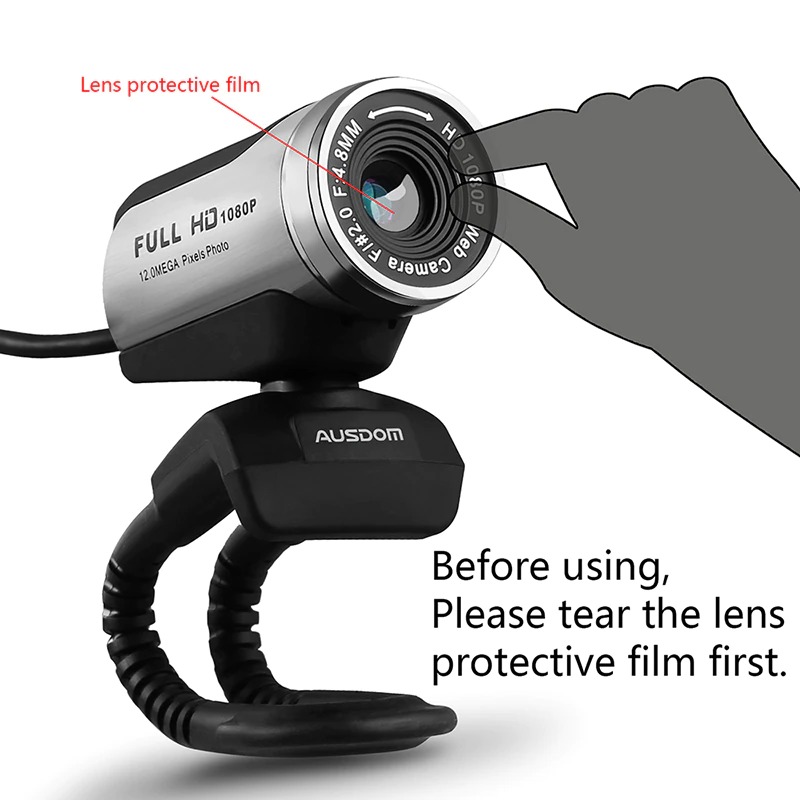 Lens protective film
FULL HD 1080P
12.0MEGA Pixels Photo
HD 1080P Web Camera F/#2.0 F:4.8MM
AUSDOM
Before using,
Please tear the lens
protective film first.